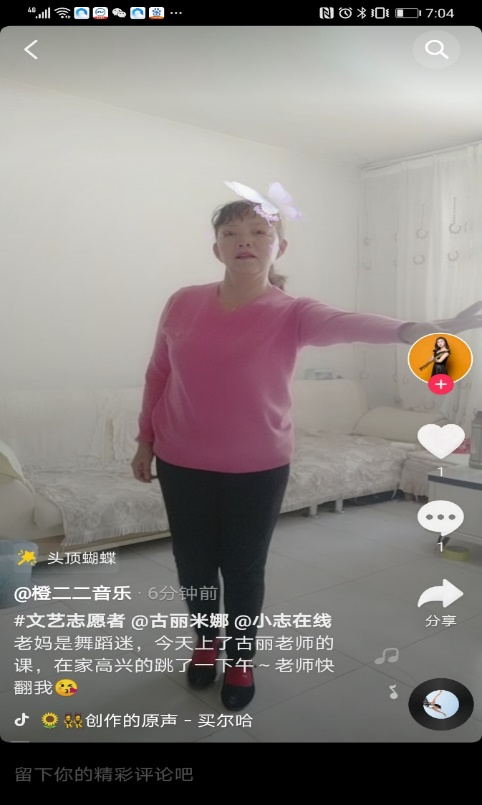 4G 7:04
头顶蝴蝶
@橙二二音乐 · 6分钟前
#文艺志愿者 @古丽米娜 @小志在线
老妈是舞蹈迷，今天上了古丽老师的
课，在家高兴的跳了一下午～老师快
翻我😘
🌻👯创作的原声 - 买尔哈
1
1
分享
留下你的精彩评论吧